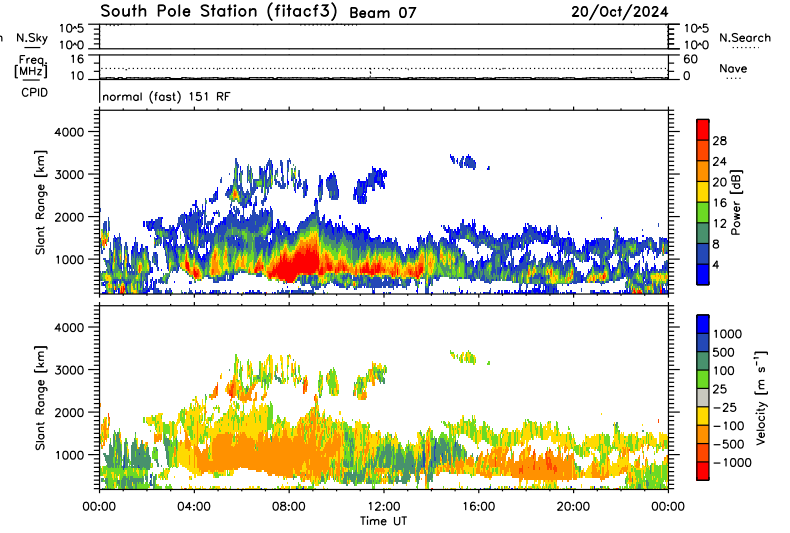 South Pole Station (fitacf3) Beam 07 20/Oct/2024
N.Sky 10^5 10^0 10^5 10^0 N.Search
Freq. [MHz] 16 10 60 0 Nave
CPID normal (fast) 151 RF
Slant Range [km] 4000 3000 2000 1000
Power [dB] 28 24 20 16 12 8 4
Slant Range [km] 4000 3000 2000 1000
Velocity [m s⁻¹] 1000 500 100 25 −25 −100 −500 −1000
00:00 04:00 08:00 12:00 16:00 20:00 00:00
Time UT